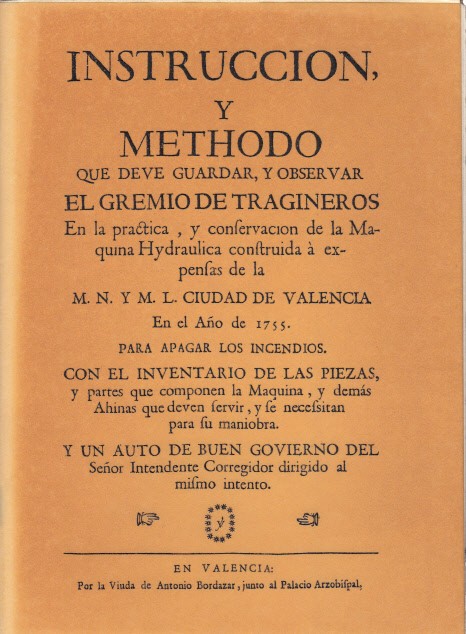 INSTRUCCION,
Y
METHODO
QUE DEVE GUARDAR, Y OBSERVAR
EL GREMIO DE TRAGINEROS
En la practica, y conſervacion de la Ma-
quina Hydraulica conſtruida à ex-
penſas de la
M. N. Y M. L. CIUDAD DE VALENCIA
En el Año de 1755.
PARA APAGAR LOS INCENDIOS.
CON EL INVENTARIO DE LAS PIEZAS,
y partes que componen la Maquina, y demás
Ahinas que deven ſervir, y ſe neceſsitan
para ſu maniobra.
Y UN AUTO DE BUEN GOVIERNO DEL
Señor Intendente Corregidor dirigido al
miſmo intento.
y
EN VALENCIA:
Por la Viuda de Antonio Bordazar, junto al Palacio Arzobiſpal,